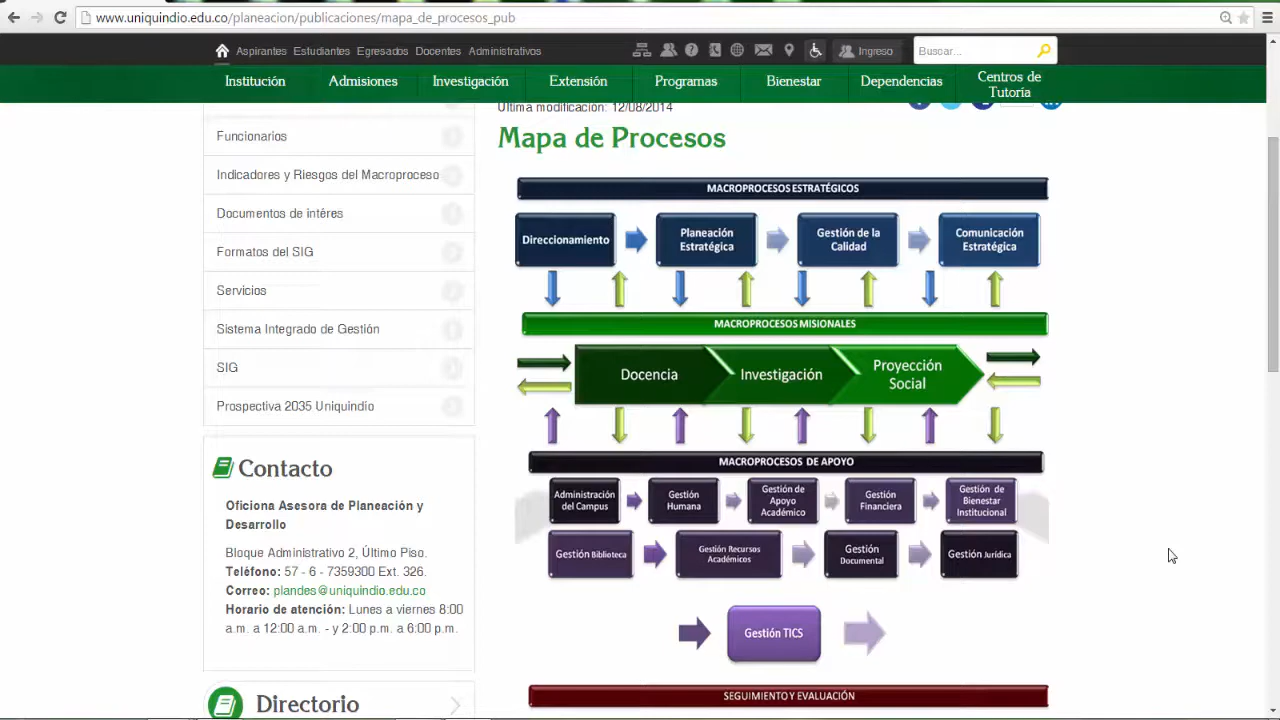 www.uniquindio.edu.co/planeacion/publicaciones/mapa_de_procesos_pub
Aspirantes Estudiantes Egresados Docentes Administrativos
Ingreso
Buscar...
Institución
Admisiones
Investigación
Extensión
Programas
Bienestar
Dependencias
Centros de
Tutoría
Última modificación: 12/08/2014
Funcionarios
Indicadores y Riesgos del Macroproceso
Documentos de intéres
Formatos del SIG
Servicios
Sistema Integrado de Gestión
SIG
Prospectiva 2035 Uniquindío
Contacto
Oficina Asesora de Planeación y
Desarrollo
Bloque Administrativo 2, Último Piso.
Teléfono: 57 - 6 - 7359300 Ext. 326.
Correo: plandes@uniquindio.edu.co
Horario de atención: Lunes a viernes 8:00
a.m. a 12:00 a.m. - y 2:00 p.m. a 6:00 p.m.
Directorio
Mapa de Procesos
MACROPROCESOS ESTRATÉGICOS
Direccionamiento
Planeación
Estratégica
Gestión de la
Calidad
Comunicación
Estratégica
MACROPROCESOS MISIONALES
Docencia
Investigación
Proyección
Social
MACROPROCESOS DE APOYO
Administración
del Campus
Gestión
Humana
Gestión de
Apoyo
Académico
Gestión
Financiera
Gestión de
Bienestar
Institucional
Gestión Biblioteca
Gestión Recursos
Académicos
Gestión
Documental
Gestión Jurídica
Gestión TICS
SEGUIMIENTO Y EVALUACIÓN